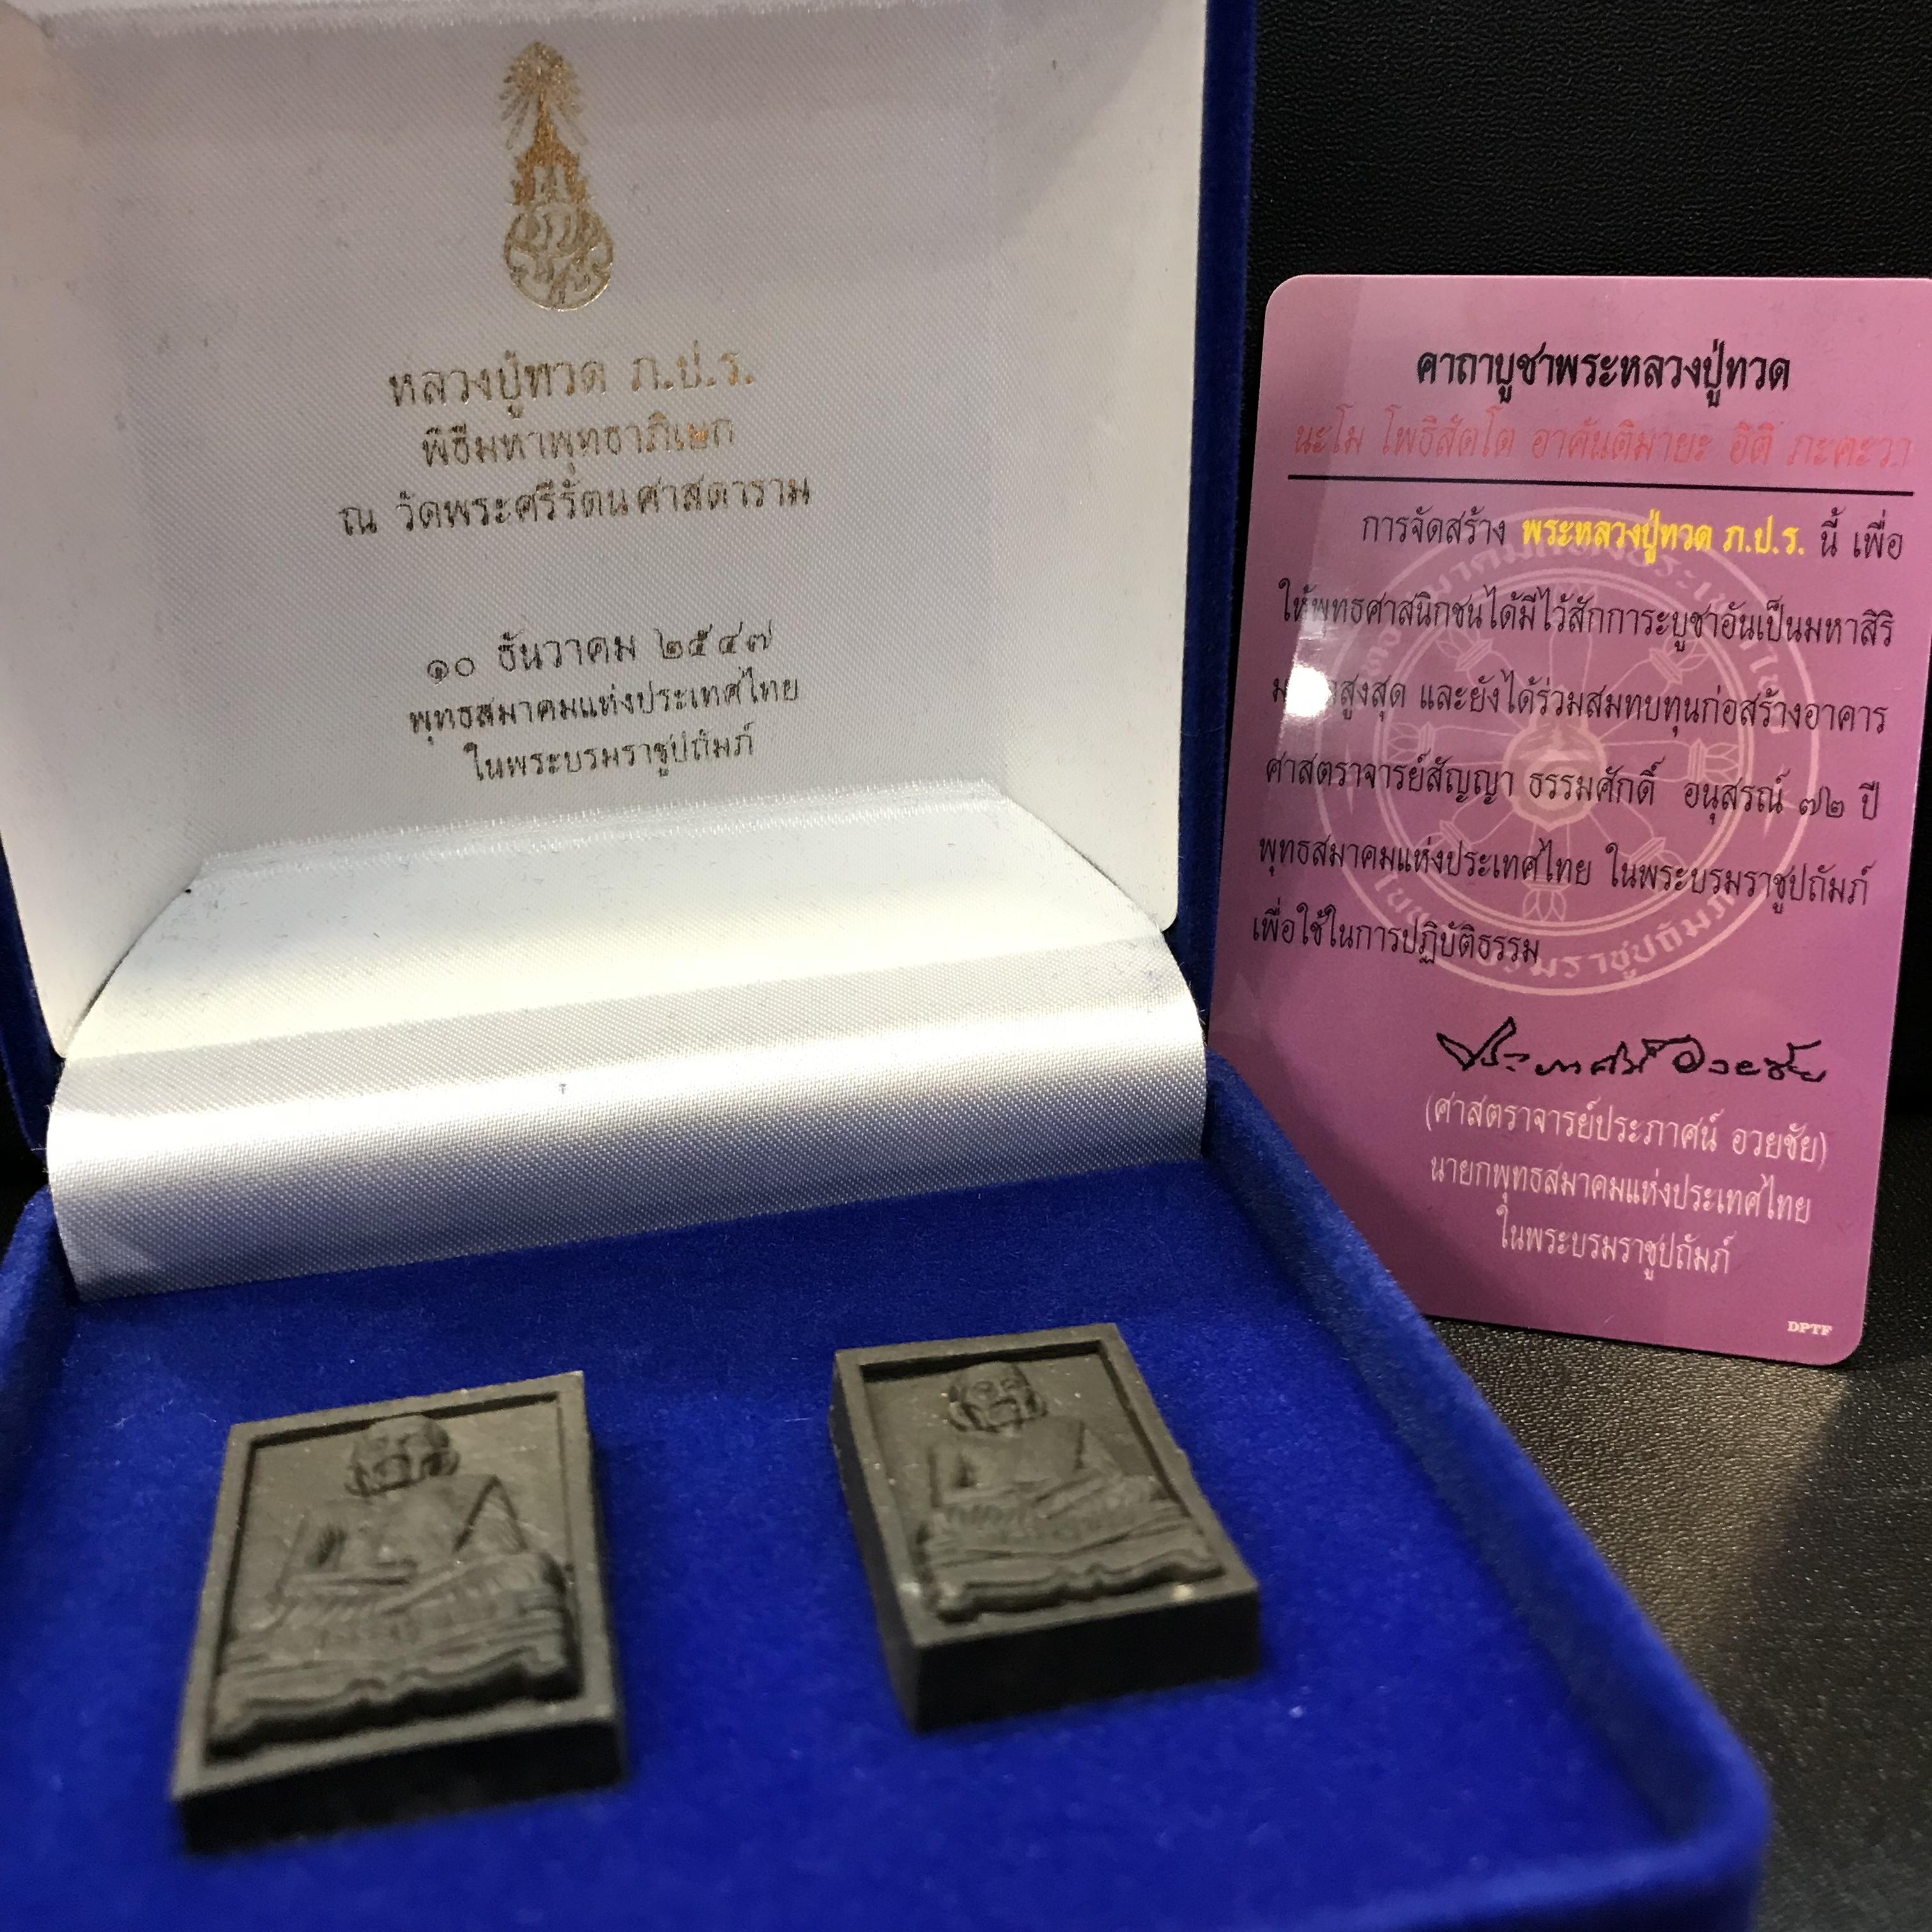 หลวงปู่ทวด ภ.ป.ร.
พิธีมหาพุทธาภิเษก
ณ วัดพระศรีรัตนศาสดาราม
๑๐ ธันวาคม ๒๕๔๗
พุทธสมาคมแห่งประเทศไทย
ในพระบรมราชูปถัมภ์
คาถาบูชาพระหลวงปู่ทวด
นะโม โพธิสัตโต อาคันติมายะ อิติ ภะคะวา
การจัดสร้าง พระหลวงปู่ทวด ภ.ป.ร. นี้ เพื่อ
ให้พุทธศาสนิกชนได้มีไว้สักการะบูชาอันเป็นมหาสิริ
สูงสุด และยังได้ร่วมสมทบทุนก่อสร้างอาคาร
ศาสตราจารย์สัญญา ธรรมศักดิ์ อนุสรณ์ ๗๒ ปี
พุทธสมาคมแห่งประเทศไทย ในพระบรมราชูปถัมภ์
เพื่อใช้ในการปฏิบัติธรรม
ประภาศน์ อวยชัย
(ศาสตราจารย์ประภาศน์ อวยชัย)
นายกพุทธสมาคมแห่งประเทศไทย
ในพระบรมราชูปถัมภ์
DPTF